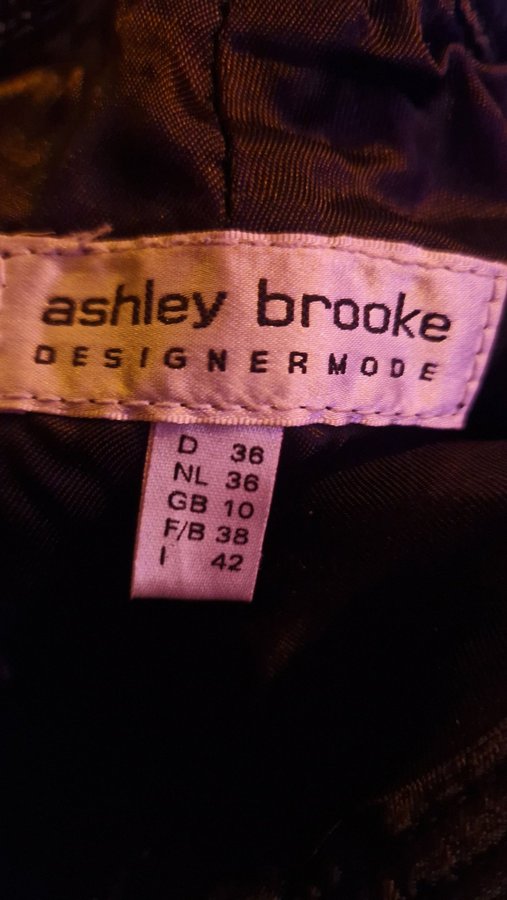 ashley brooke
DESIGNERMODE
D 36
NL 36
GB 10
F/B 38
I 42